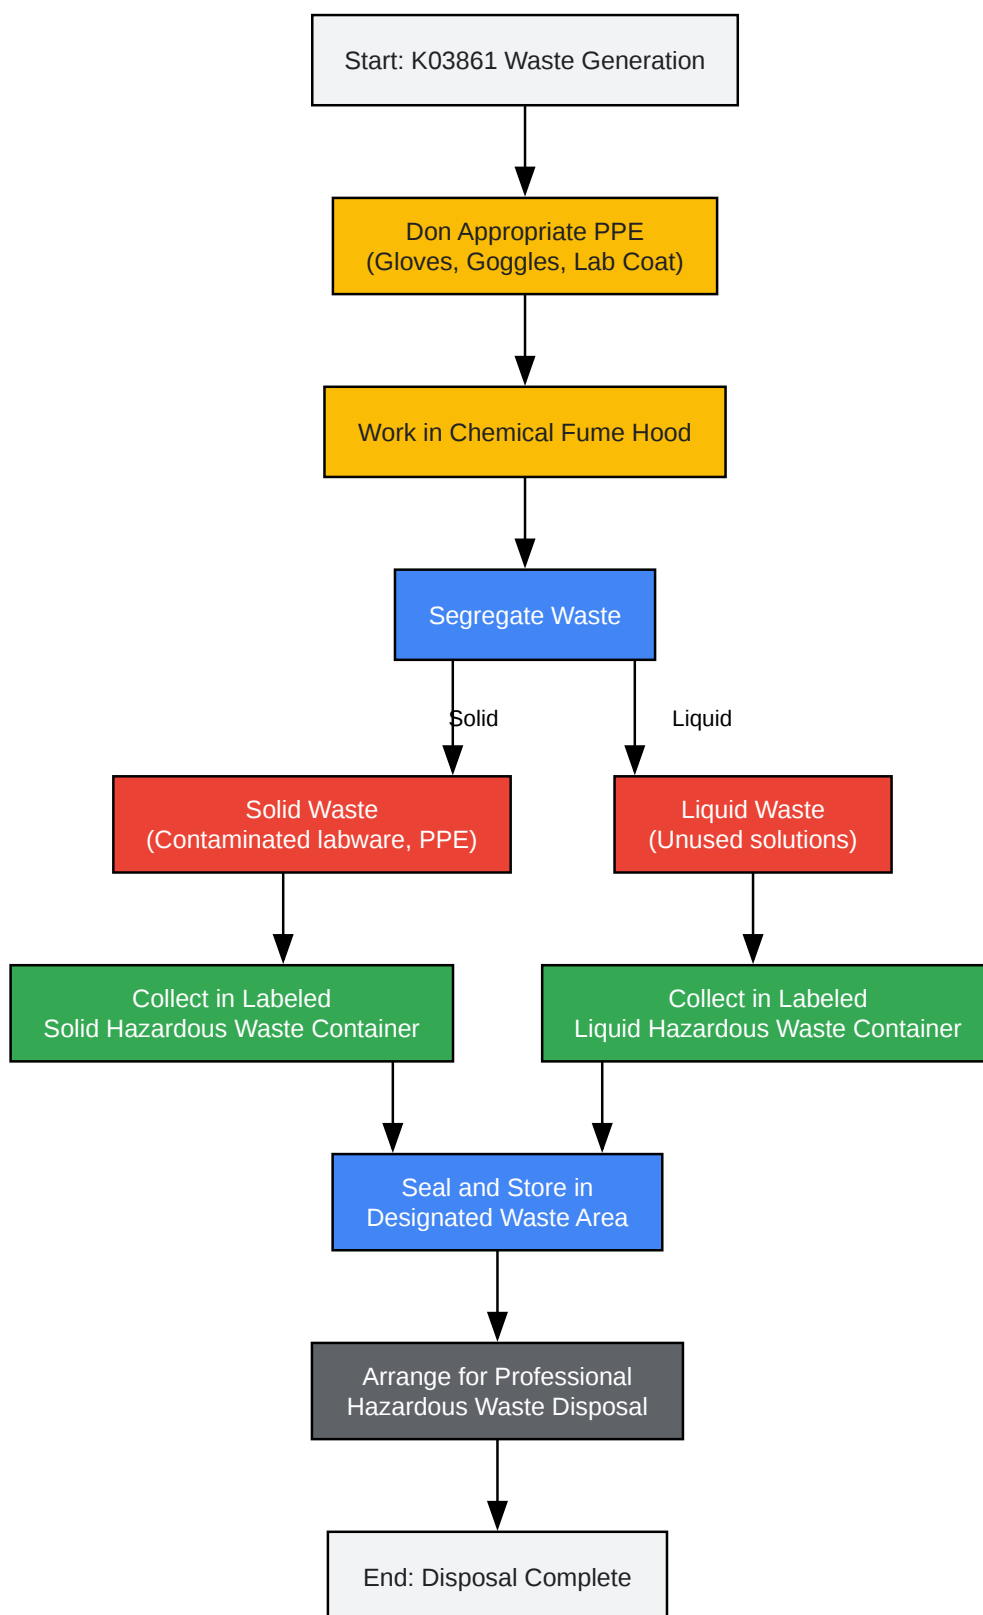 Start: K03861 Waste Generation
Don Appropriate PPE
(Gloves, Goggles, Lab Coat)
Work in Chemical Fume Hood
Segregate Waste
Solid
Liquid
Solid Waste
(Contaminated labware, PPE)
Liquid Waste
(Unused solutions)
Collect in Labeled
Solid Hazardous Waste Container
Collect in Labeled
Liquid Hazardous Waste Container
Seal and Store in
Designated Waste Area
Arrange for Professional
Hazardous Waste Disposal
End: Disposal Complete